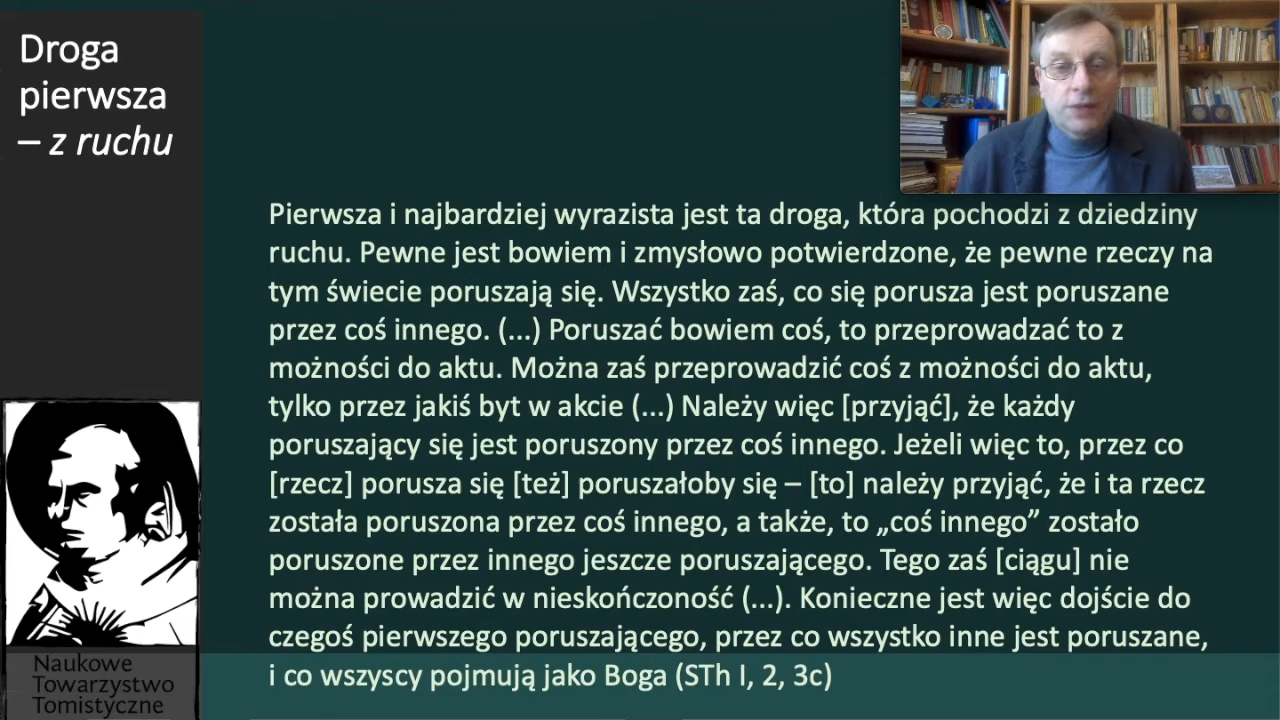 Droga
pierwsza
– z ruchu
Pierwsza i najbardziej wyrazista jest ta droga, która pochodzi z dziedziny
ruchu. Pewne jest bowiem i zmysłowo potwierdzone, że pewne rzeczy na
tym świecie poruszają się. Wszystko zaś, co się porusza jest poruszane
przez coś innego. (...) Poruszać bowiem coś, to przeprowadzać to z
możności do aktu. Można zaś przeprowadzić coś z możności do aktu,
tylko przez jakiś byt w akcie (...) Należy więc [przyjąć], że każdy
poruszający się jest poruszony przez coś innego. Jeżeli więc to, przez co
[rzecz] porusza się [też] poruszałoby się – [to] należy przyjąć, że i ta rzecz
została poruszona przez coś innego, a także, to „coś innego” zostało
poruszone przez innego jeszcze poruszającego. Tego zaś [ciągu] nie
można prowadzić w nieskończoność (...). Konieczne jest więc dojście do
czegoś pierwszego poruszającego, przez co wszystko inne jest poruszane,
i co wszyscy pojmują jako Boga (STh I, 2, 3c)
Naukowe
Towarzystwo
Tomistyczne